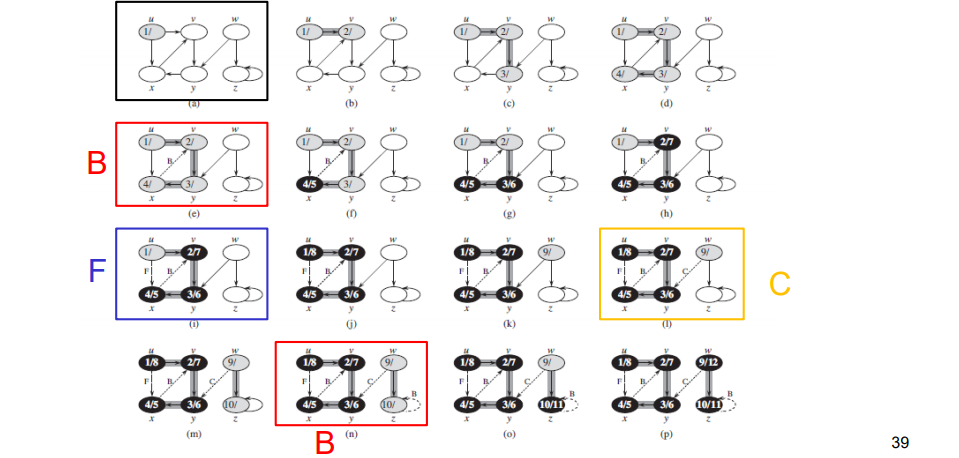 u v w u v w u v w u v w
1/ 1/ 2/ 1/ 2/ 1/ 2/
3/ 4/ 3/
x y z x y z x y z x y z
(a) (b) (c) (d)
u v w u v w u v w u v w
B 1/ 2/ 1/ 2/ 1/ 2/ 1/ 2/7
B B B B
4/ 3/ 4/5 3/ 4/5 3/6 4/5 3/6
x y z x y z x y z x y z
(e) (f) (g) (h)
u v w u v w u v w u v w
1/ 2/7 1/8 2/7 1/8 2/7 9/ 1/8 2/7 9/
F F B F B F B F B C C
4/5 3/6 4/5 3/6 4/5 3/6 4/5 3/6
x y z x y z x y z x y z
(i) (j) (k) (l)
u v w u v w u v w u v w
1/8 2/7 9/ 1/8 2/7 9/ 1/8 2/7 9/ 1/8 2/7 9/12
F B C F B C B F B C B F B C B
4/5 3/6 10/ 4/5 3/6 10/ 4/5 3/6 10/11 4/5 3/6 10/11
x y z x y z x y z x y z
(m) (n) (o) (p)
B 39